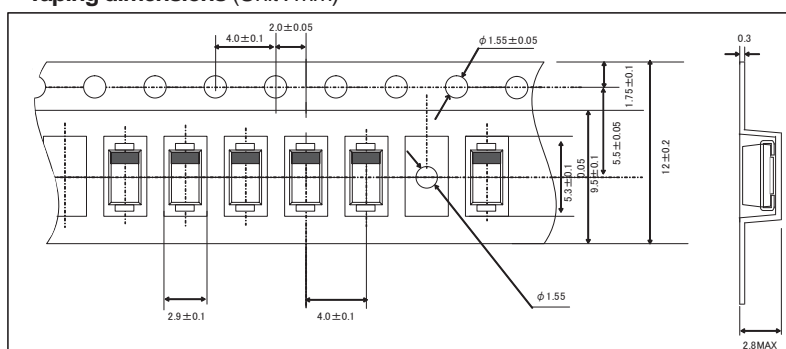 Taping dimensions (Unit : mm)
4.0±0.1
2.0±0.05
φ1.55±0.05
0.3
1.75±0.1
5.5±0.05
12±0.2
5.3±0.1
0.05
9.5±0.1
2.9±0.1
4.0±0.1
φ1.55
2.8MAX